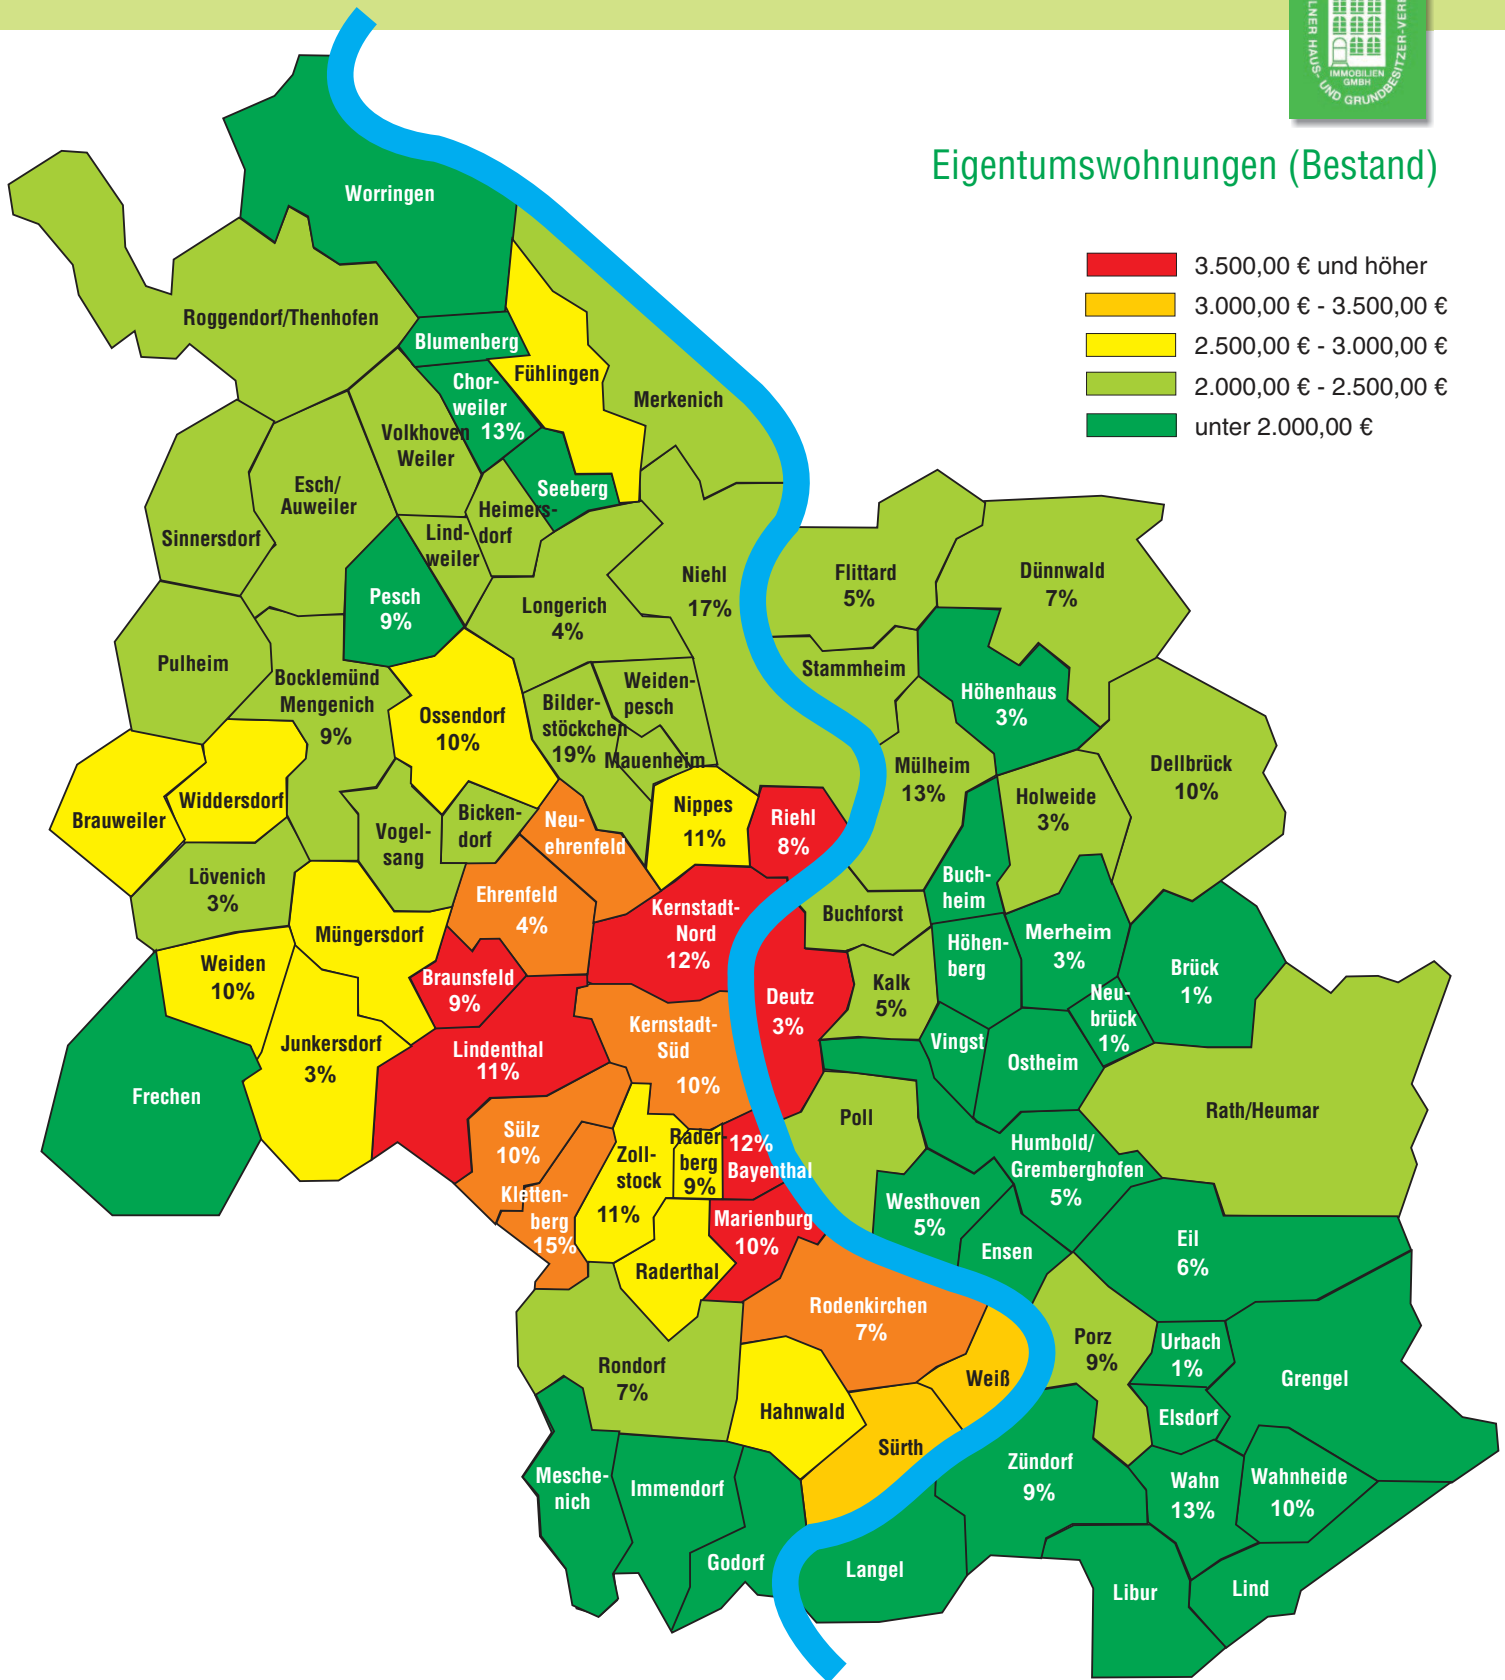 LNER HAUS- UND GRUNDBESITZER-VERE
IMMOBILIEN
GMBH
Eigentumswohnungen (Bestand)
3.500,00 € und höher
3.000,00 € - 3.500,00 €
2.500,00 € - 3.000,00 €
2.000,00 € - 2.500,00 €
unter 2.000,00 €
Worringen
Roggendorf/Thenhofen
Blumenberg
Fühlingen
Chor-
weiler
13%
Merkenich
Volkhoven
Weiler
Seeberg
Esch/
Auweiler
Heimers-
dorf
Sinnersdorf
Lind-
weiler
Niehl
17%
Pesch
9%
Longerich
4%
Flittard
5%
Dünnwald
7%
Pulheim
Bocklemünd
Mengenich
9%
Stammheim
Weiden-
pesch
Höhenhaus
3%
Ossendorf
10%
Bilder-
stöckchen
19%
Mauenheim
Mülheim
13%
Dellbrück
10%
Brauweiler
Widdersdorf
Holweide
3%
Nippes
11%
Riehl
8%
Vogel-
sang
Bicken-
dorf
Neu-
ehrenfeld
Lövenich
3%
Buch-
heim
Ehrenfeld
4%
Kernstadt-
Nord
12%
Buchforst
Müngersdorf
Höhen-
berg
Merheim
3%
Weiden
10%
Braunsfeld
9%
Deutz
3%
Kalk
5%
Brück
1%
Neu-
brück
1%
Junkersdorf
3%
Lindenthal
11%
Kernstadt-
Süd
10%
Vingst
Ostheim
Frechen
Rath/Heumar
Poll
Sülz
10%
Zoll-
stock
11%
Räder-
berg
9%
12%
Bayenthal
Humbold/
Gremberghofen
5%
Kletten-
berg
15%
Marienburg
10%
Westhoven
5%
Ensen
Eil
6%
Raderthal
Rodenkirchen
7%
Porz
9%
Urbach
1%
Rondorf
7%
Weiß
Grengel
Hahnwald
Elsdorf
Sürth
Zündorf
9%
Mesche-
nich
Immendorf
Wahn
13%
Wahnheide
10%
Godorf
Langel
Libur
Lind